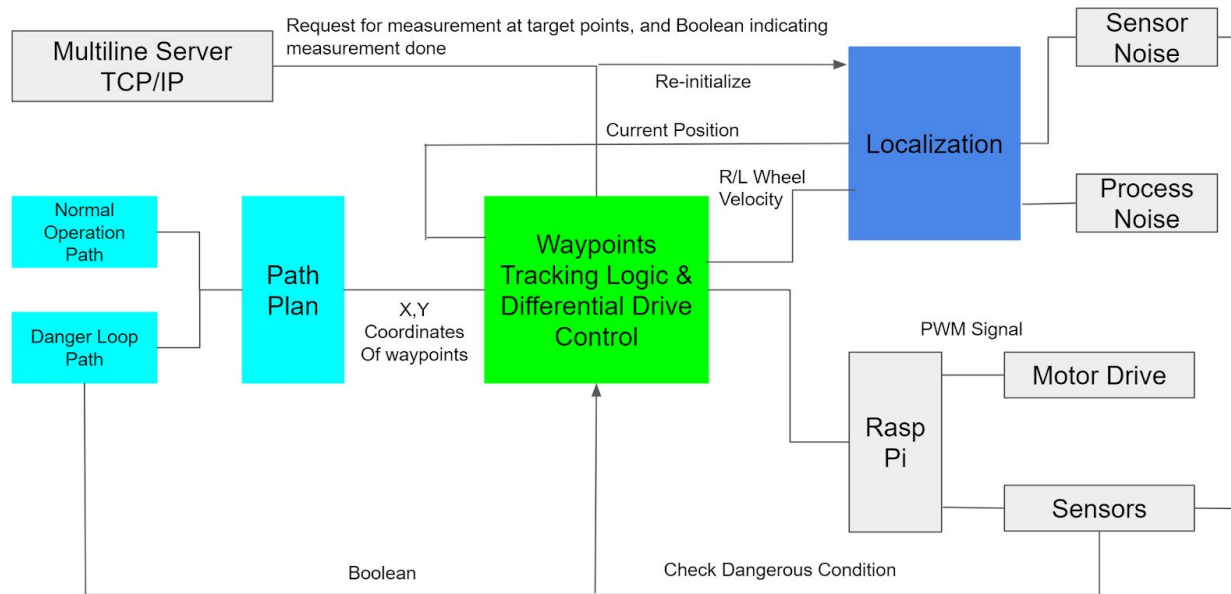 Request for measurement at target points, and Boolean indicating
measurement done
Multiline Server
TCP/IP
Sensor
Noise
Re-initialize
Current Position
Localization
R/L Wheel
Velocity
Process
Noise
Normal
Operation
Path
Path
Plan
Waypoints
Tracking Logic &
Differential Drive
Control
X,Y
Coordinates
Of waypoints
Danger Loop
Path
PWM Signal
Motor Drive
Rasp
Pi
Sensors
Boolean
Check Dangerous Condition